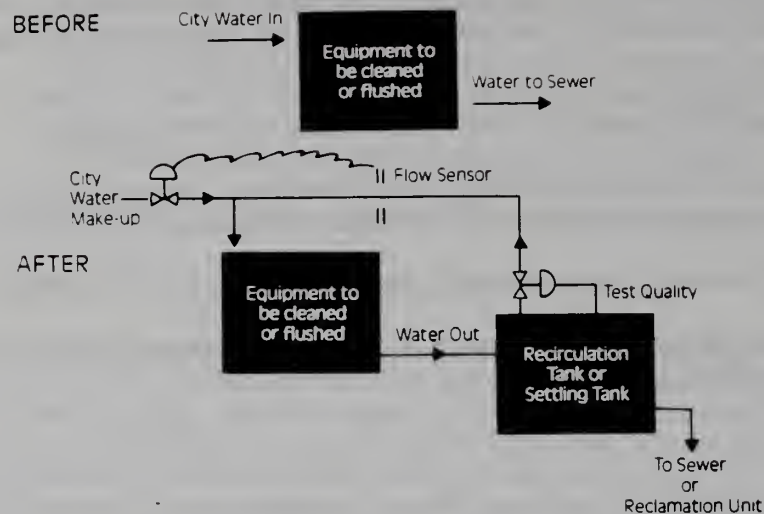 BEFORE
City Water In
Equipment to
be cleaned
or flushed
Water to Sewer
City
Water
Make-up
Flow Sensor
AFTER
Equipment to
be cleaned
or flushed
Water Out
Test Quality
Recirculation
Tank or
Settling Tank
To Sewer
or
Reclamation Unit